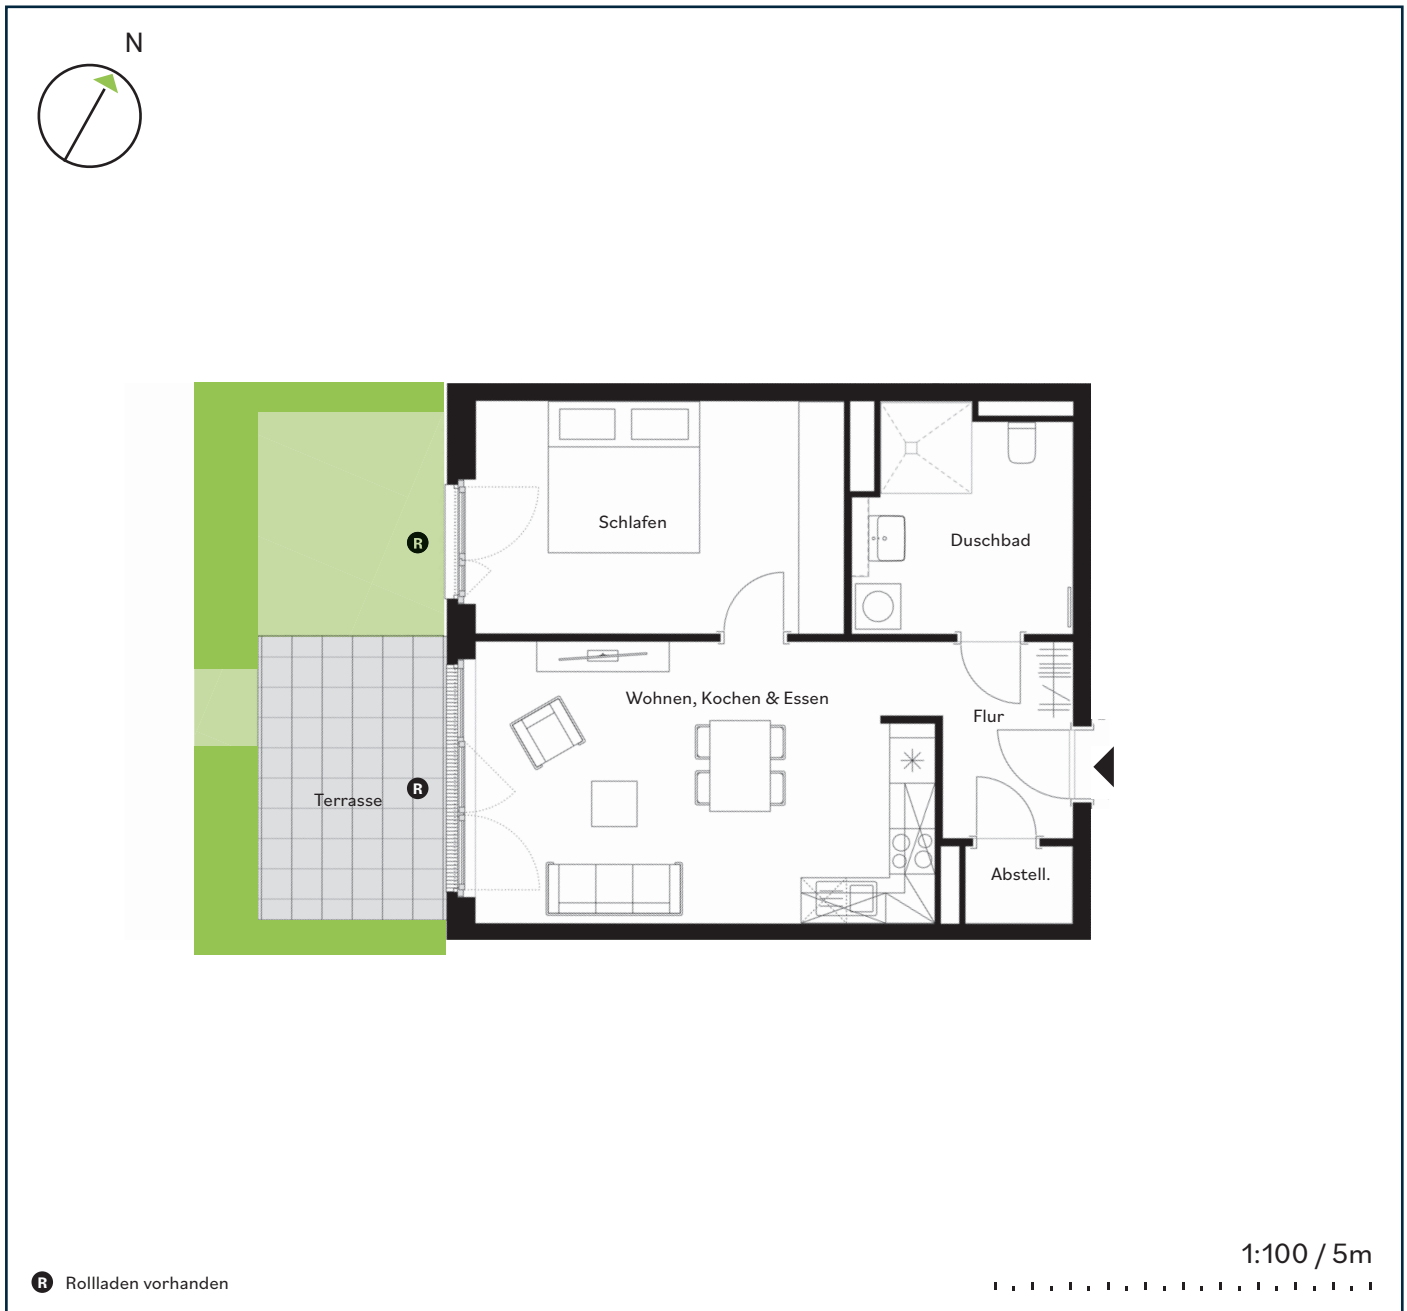 N
Schlafen
R
Duschbad
Wohnen, Kochen & Essen
Flur
R
Terrasse
Abstell.
1:100 / 5m
R Rollladen vorhanden